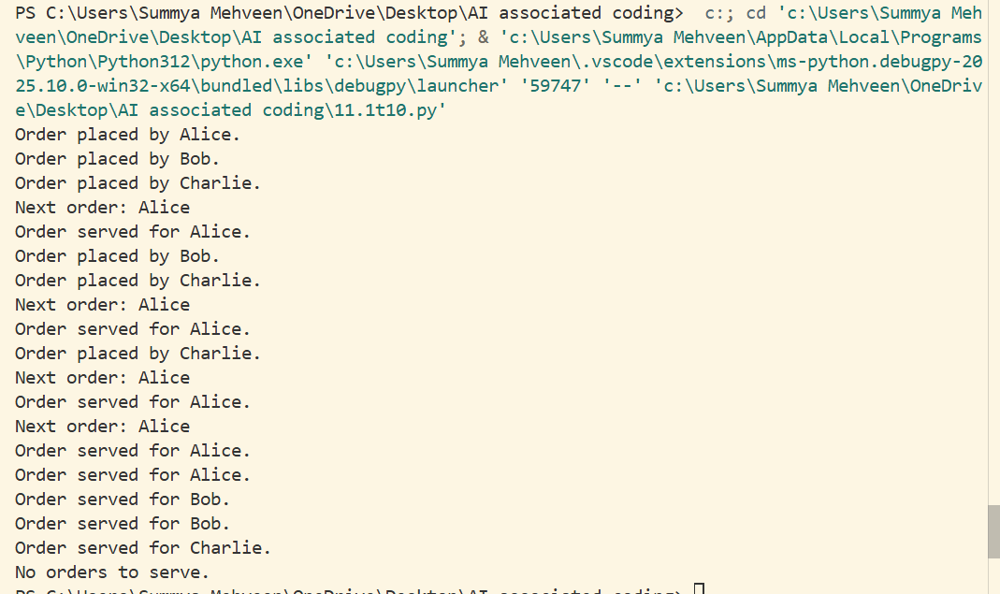 PS C:\Users\Summya Mehveen\OneDrive\Desktop\AI associated coding>  c:; cd 'c:\Users\Summya Meh
veen\OneDrive\Desktop\AI associated coding'; & 'c:\Users\Summya Mehveen\AppData\Local\Programs
\Python\Python312\python.exe' 'c:\Users\Summya Mehveen\.vscode\extensions\ms-python.debugpy-20
25.10.0-win32-x64\bundled\libs\debugpy\launcher' '59747' '--' 'c:\Users\Summya Mehveen\OneDriv
e\Desktop\AI associated coding\11.1t10.py'
Order placed by Alice.
Order placed by Bob.
Order placed by Charlie.
Next order: Alice
Order served for Alice.
Order placed by Bob.
Order placed by Charlie.
Next order: Alice
Order served for Alice.
Order placed by Charlie.
Next order: Alice
Order served for Alice.
Next order: Alice
Order served for Alice.
Order served for Alice.
Order served for Bob.
Order served for Bob.
Order served for Charlie.
No orders to serve.
PS C:\Users\Summya Mehveen\OneDrive\Desktop\AI associated coding>